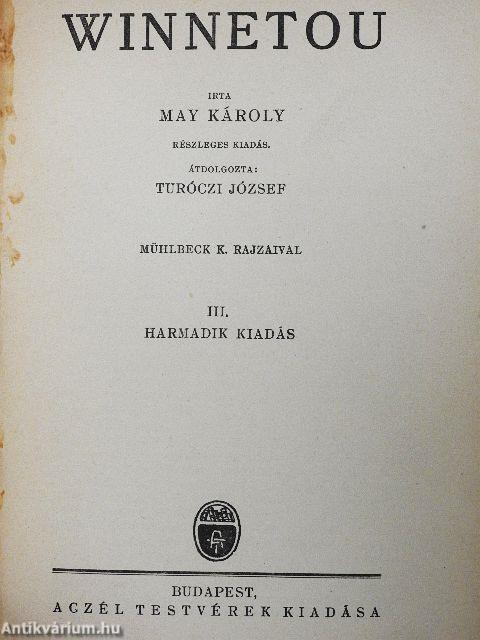 WINNETOU
IRTA
MAY KÁROLY
RÉSZLEGES KIADÁS.
ÁTDOLGOZTA:
TURÓCZI JÓZSEF
MÜHLBECK K. RAJZAIVAL
III.
HARMADIK KIADÁS
BUDAPEST,
ACZÉL TESTVÉREK KIADÁSA
Antikvárium.hu